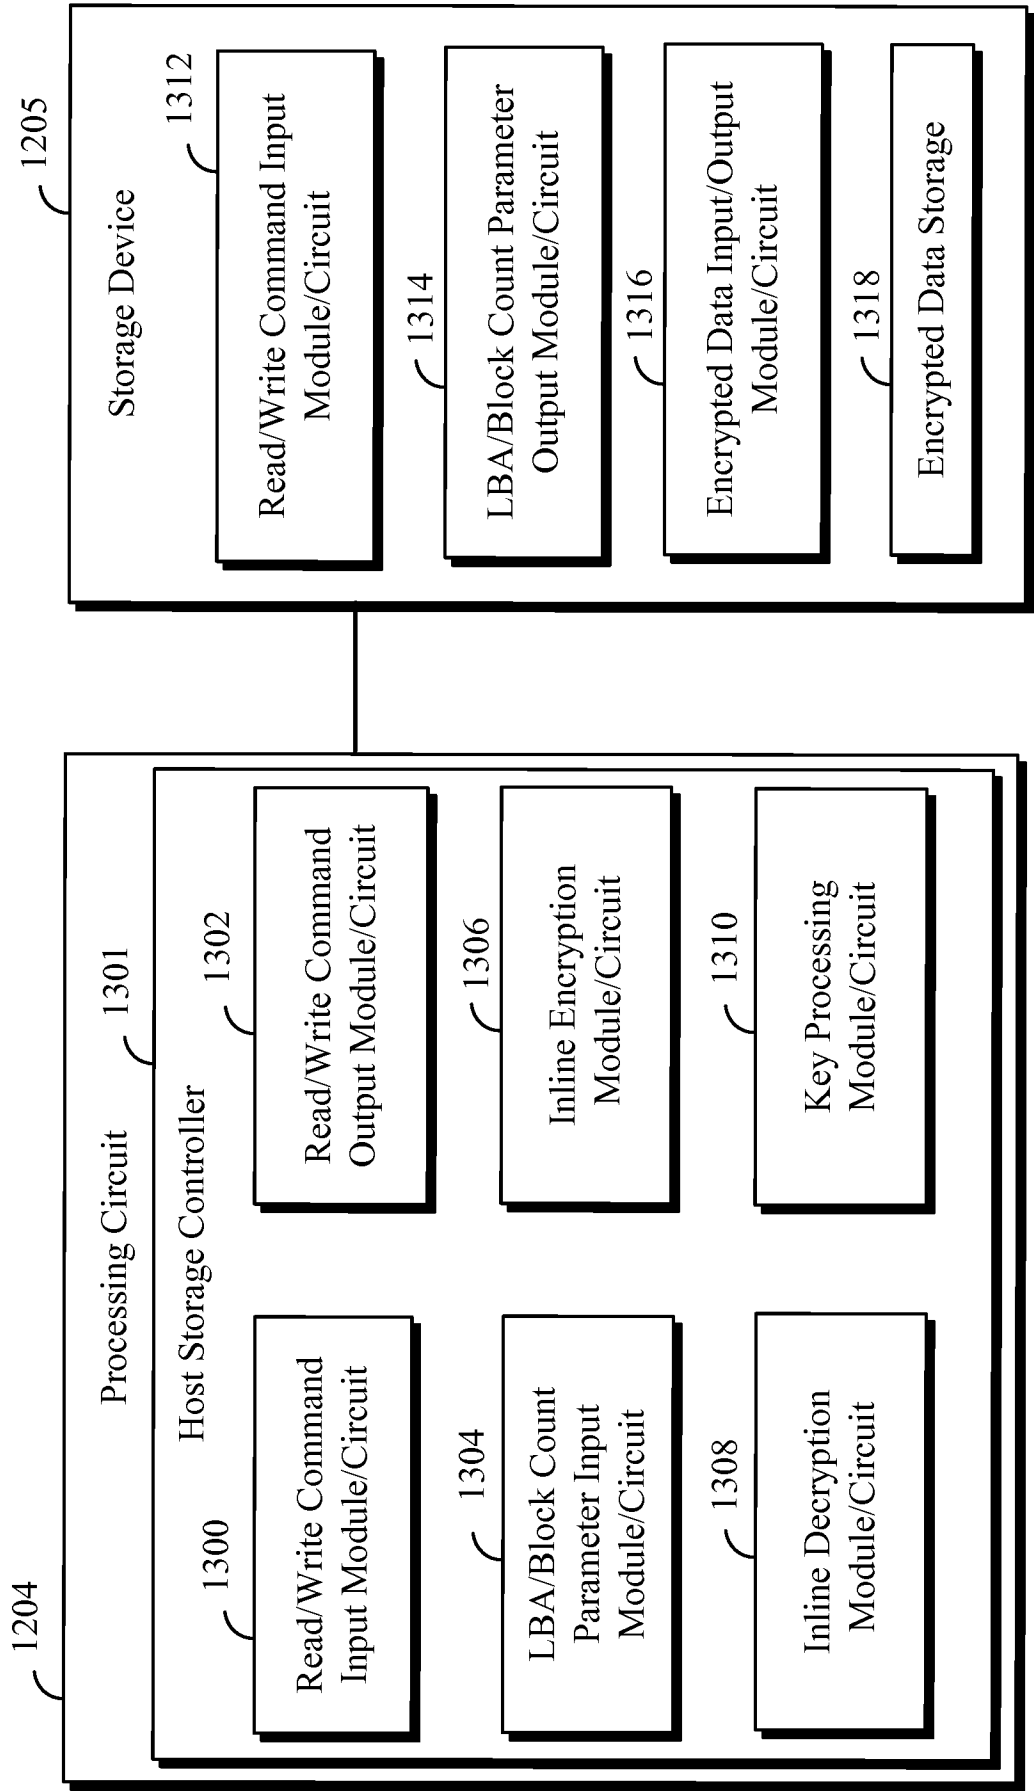 1204
Processing Circuit
1301
Host Storage Controller
1300
Read/Write Command
Input Module/Circuit
1302
Read/Write Command
Output Module/Circuit
1304
LBA/Block Count
Parameter Input
Module/Circuit
1306
Inline Encryption
Module/Circuit
1308
Inline Decryption
Module/Circuit
1310
Key Processing
Module/Circuit
1205
Storage Device
1312
Read/Write Command Input
Module/Circuit
1314
LBA/Block Count Parameter
Output Module/Circuit
1316
Encrypted Data Input/Output
Module/Circuit
1318
Encrypted Data Storage